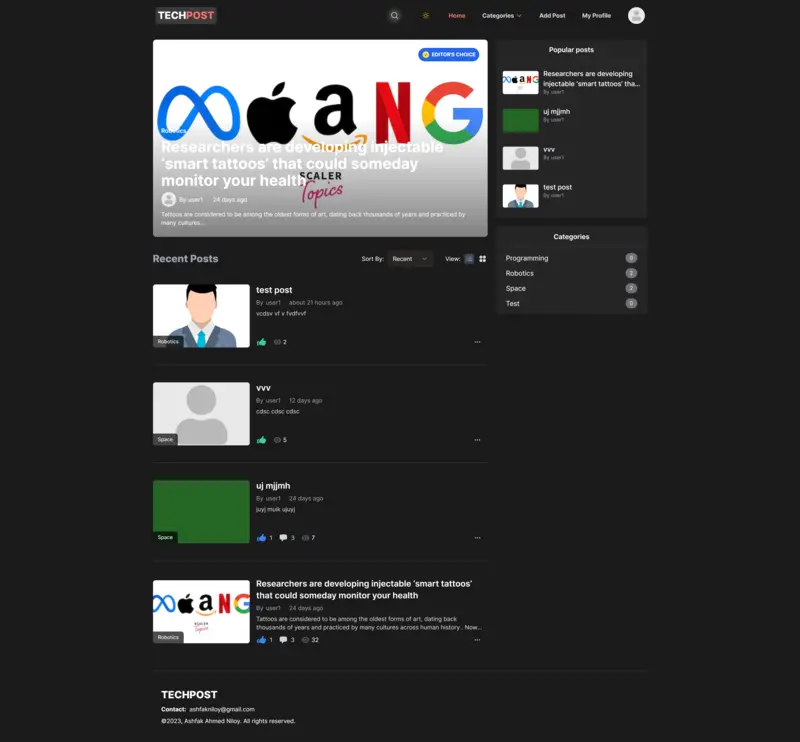 TECHPOST
Home
Categories
Add Post
My Profile
EDITOR'S CHOICE
Robotics
Researchers are developing injectable
'smart tattoos' that could someday
monitor your health
SCALER
Topics
By user1
24 days ago
Tattoos are considered to be among the oldest forms of art, dating back thousands of years and practiced by
many cultures...
Popular posts
Researchers are developing
injectable 'smart tattoos' tha...
By user1
uj mjjmh
By user1
vvv
By user1
test post
By user1
Categories
Programming 0
Robotics 2
Space 2
Test 0
Recent Posts
Sort By: Recent
View:
test post
By user1 about 21 hours ago
vcdsv vf v fvdfvvf
Robotics
2
vvv
By user1 12 days ago
cdsc cdsc cdsc
Space
5
uj mjjmh
By user1 24 days ago
juyj muik ujuyj
Space
1 3 7
Researchers are developing injectable 'smart tattoos'
that could someday monitor your health
By user1 24 days ago
Tattoos are considered to be among the oldest forms of art, dating back
thousands of years and practiced by many cultures across human history . Now...
SCALER
Topics
Robotics
1 3 32
TECHPOST
Contact: ashfakniloy@gmail.com
©2023, Ashfak Ahmed Niloy. All rights reserved.